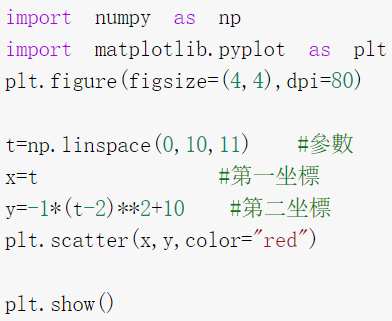 import numpy as np
import matplotlib.pyplot as plt
plt.figure(figsize=(4,4),dpi=80)
t=np.linspace(0,10,11) #參數
x=t #第一坐標
y=-1*(t-2)**2+10 #第二坐標
plt.scatter(x,y,color="red")
plt.show()